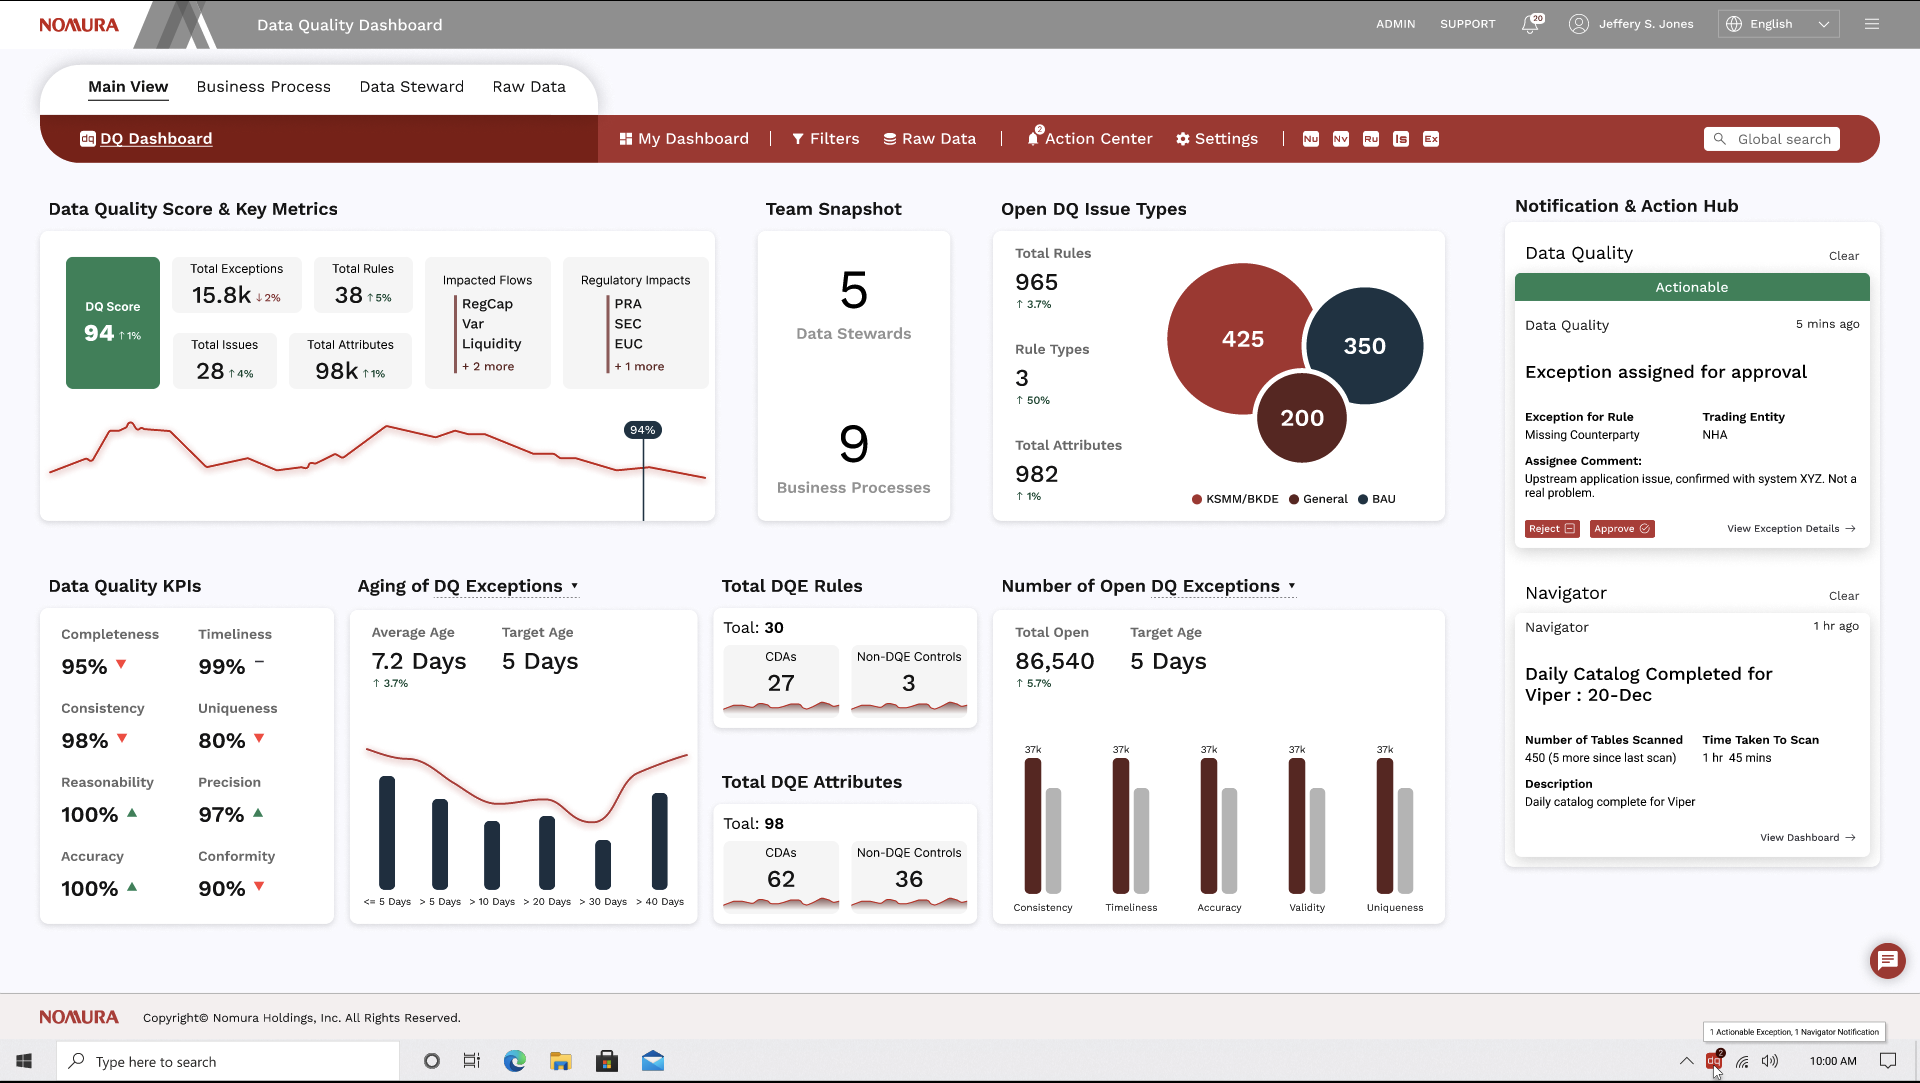 NOMURA
Data Quality Dashboard
ADMIN
SUPPORT
20
Jeffery S. Jones
English
Main View
Business Process
Data Steward
Raw Data
dq DQ Dashboard
My Dashboard
Filters
Raw Data
2
Action Center
Settings
Nu
Nv
Ru
Is
Ex
Global search
Data Quality Score & Key Metrics
DQ Score
94 ↑ 1%
Total Exceptions
15.8k ↓ 2%
Total Rules
38 ↑ 5%
Total Issues
28 ↑ 4%
Total Attributes
98k ↑ 1%
Impacted Flows
RegCap
Var
Liquidity
+ 2 more
Regulatory Impacts
PRA
SEC
EUC
+ 1 more
94%
Team Snapshot
5
Data Stewards
9
Business Processes
Open DQ Issue Types
Total Rules
965
↑ 3.7%
Rule Types
3
↑ 50%
Total Attributes
982
↑ 1%
425
350
200
KSMM/BKDE
General
BAU
Notification & Action Hub
Data Quality
Clear
Actionable
Data Quality
5 mins ago
Exception assigned for approval
Exception for Rule
Missing Counterparty
Trading Entity
NHA
Assignee Comment:
Upstream application issue, confirmed with system XYZ. Not a
real problem.
Reject
Approve
View Exception Details →
Navigator
Clear
Navigator
1 hr ago
Daily Catalog Completed for
Viper : 20-Dec
Number of Tables Scanned
450 (5 more since last scan)
Time Taken To Scan
1 hr 45 mins
Description
Daily catalog complete for Viper
View Dashboard →
Data Quality KPIs
Completeness
95%
Timeliness
99% –
Consistency
98%
Uniqueness
80%
Reasonability
100%
Precision
97%
Accuracy
100%
Conformity
90%
Aging of DQ Exceptions
Average Age
7.2 Days
↑ 3.7%
Target Age
5 Days
<= 5 Days
> 5 Days
> 10 Days
> 20 Days
> 30 Days
> 40 Days
Total DQE Rules
Toal: 30
CDAs
27
Non-DQE Controls
3
Total DQE Attributes
Toal: 98
CDAs
62
Non-DQE Controls
36
Number of Open DQ Exceptions
Total Open
86,540
↑ 5.7%
Target Age
5 Days
37k
37k
37k
37k
37k
Consistency
Timeliness
Accuracy
Validity
Uniqueness
NOMURA
Copyright© Nomura Holdings, Inc. All Rights Reserved.
1 Actionable Exception, 1 Navigator Notification
Type here to search
dq
2
10:00 AM